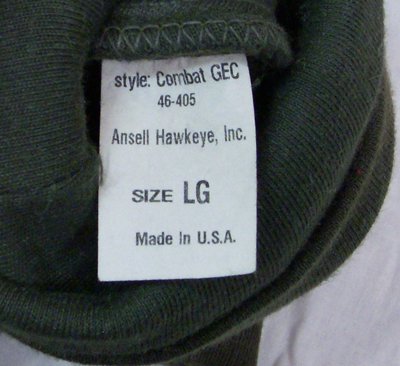 style: Combat GEC
46-405
Ansell Hawkeye, Inc.
SIZE LG
Made In U.S.A.